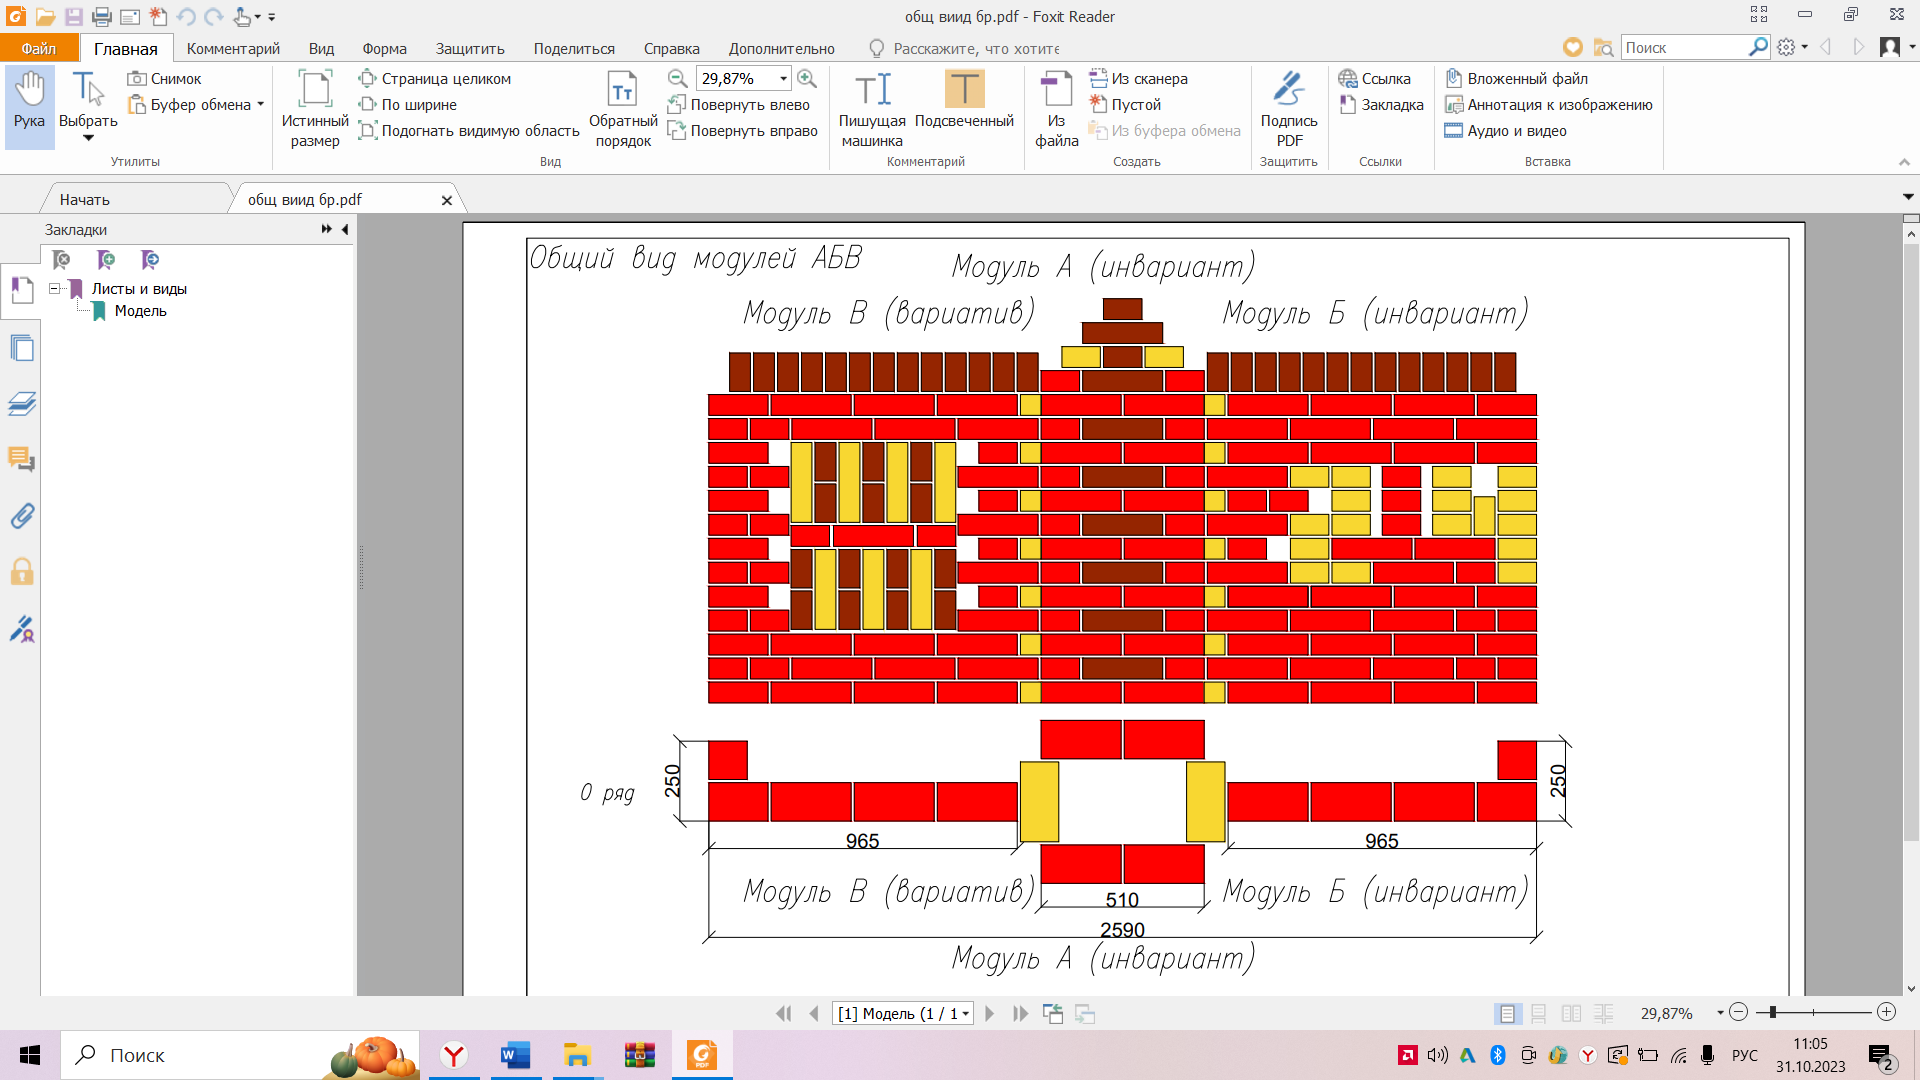 общ виид бр.pdf - Foxit Reader
Файл
Главная
Комментарий
Вид
Форма
Защитить
Поделиться
Справка
Дополнительно
Расскажите, что хотите
Поиск
Рука
Выбрать
Снимок
Буфер обмена
Утилиты
Истинный размер
Страница целиком
По ширине
Подогнать видимую область
Обратный порядок
29,87%
Повернуть влево
Повернуть вправо
Вид
Пишущая машинка
Подсвеченный
Комментарий
Из файла
Из сканера
Пустой
Из буфера обмена
Создать
Подпись PDF
Защитить
Ссылка
Закладка
Ссылки
Вложенный файл
Аннотация к изображению
Аудио и видео
Вставка
Начать
общ виид бр.pdf
Закладки
Листы и виды
Модель
Общий вид модулей АБВ
Модуль А (инвариант)
Модуль В (вариатив)
Модуль Б (инвариант)
0 ряд
250
250
965
965
Модуль В (вариатив)
510
Модуль Б (инвариант)
2590
Модуль А (инвариант)
[1] Модель (1 / 1
29,87%
Поиск
W
PDF
РУС
11:05
31.10.2023
2